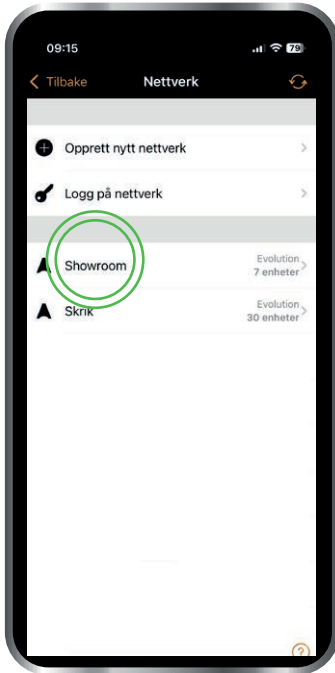 09:15
79
Tilbake
Nettverk
Opprett nytt nettverk
Logg på nettverk
Showroom
Evolution
7 enheter
Skrik
Evolution
30 enheter
?